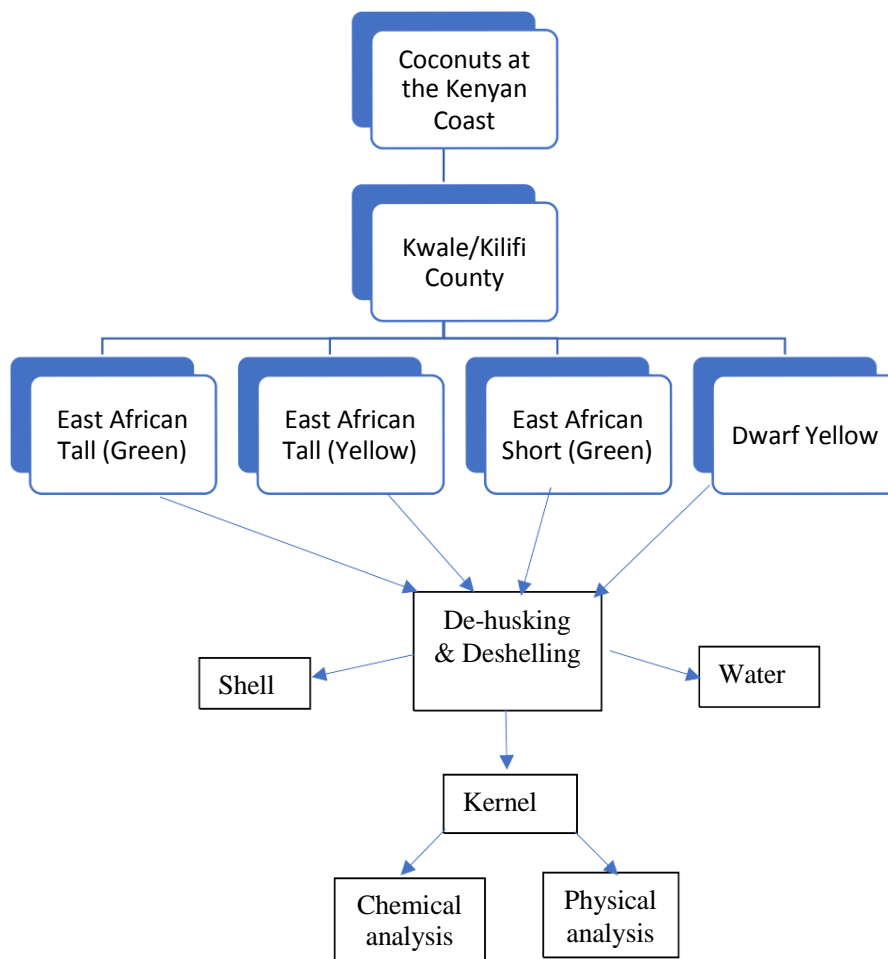 Coconuts at
the Kenyan
Coast
Kwale/Kilifi
County
East African
Tall (Green)
East African
Tall (Yellow)
East African
Short (Green)
Dwarf Yellow
De-husking
& Deshelling
Shell
Water
Kernel
Chemical
analysis
Physical
analysis